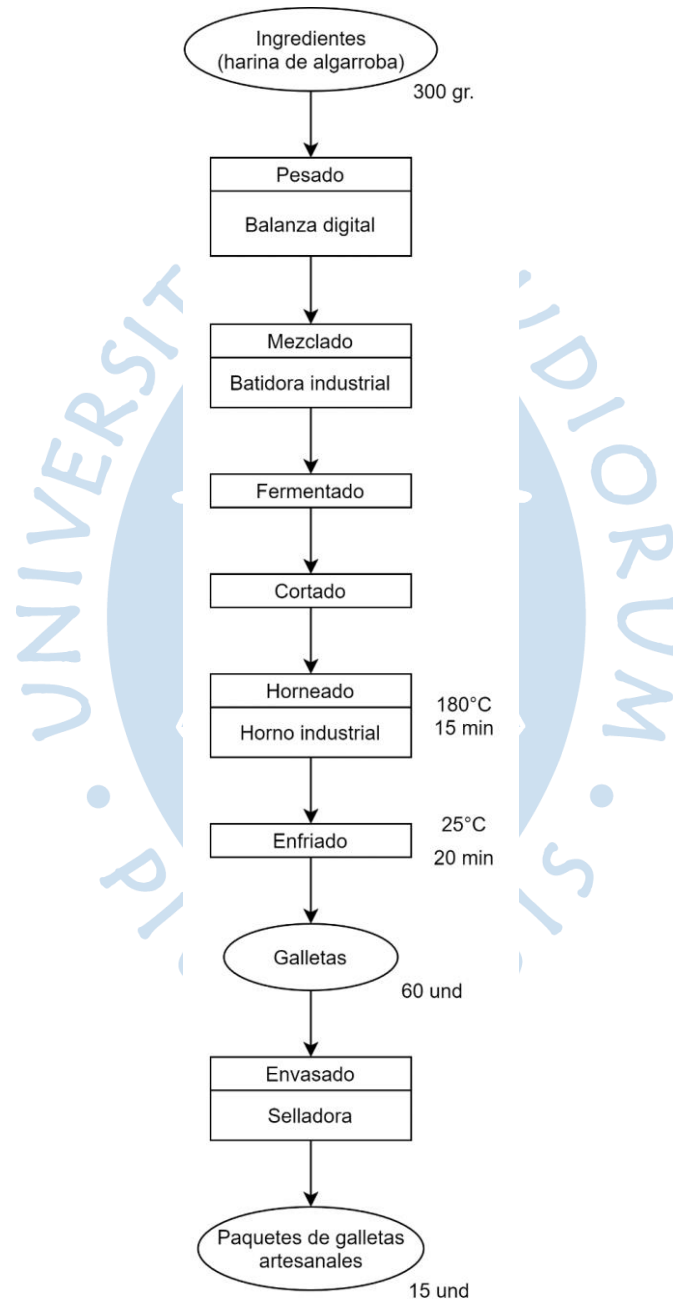 Ingredientes
(harina de algarroba)
300 gr.
Pesado
Balanza digital
Mezclado
Batidora industrial
Fermentado
Cortado
Horneado
Horno industrial
180°C
15 min
Enfriado
25°C
20 min
Galletas
60 und
Envasado
Selladora
Paquetes de galletas
artesanales
15 und